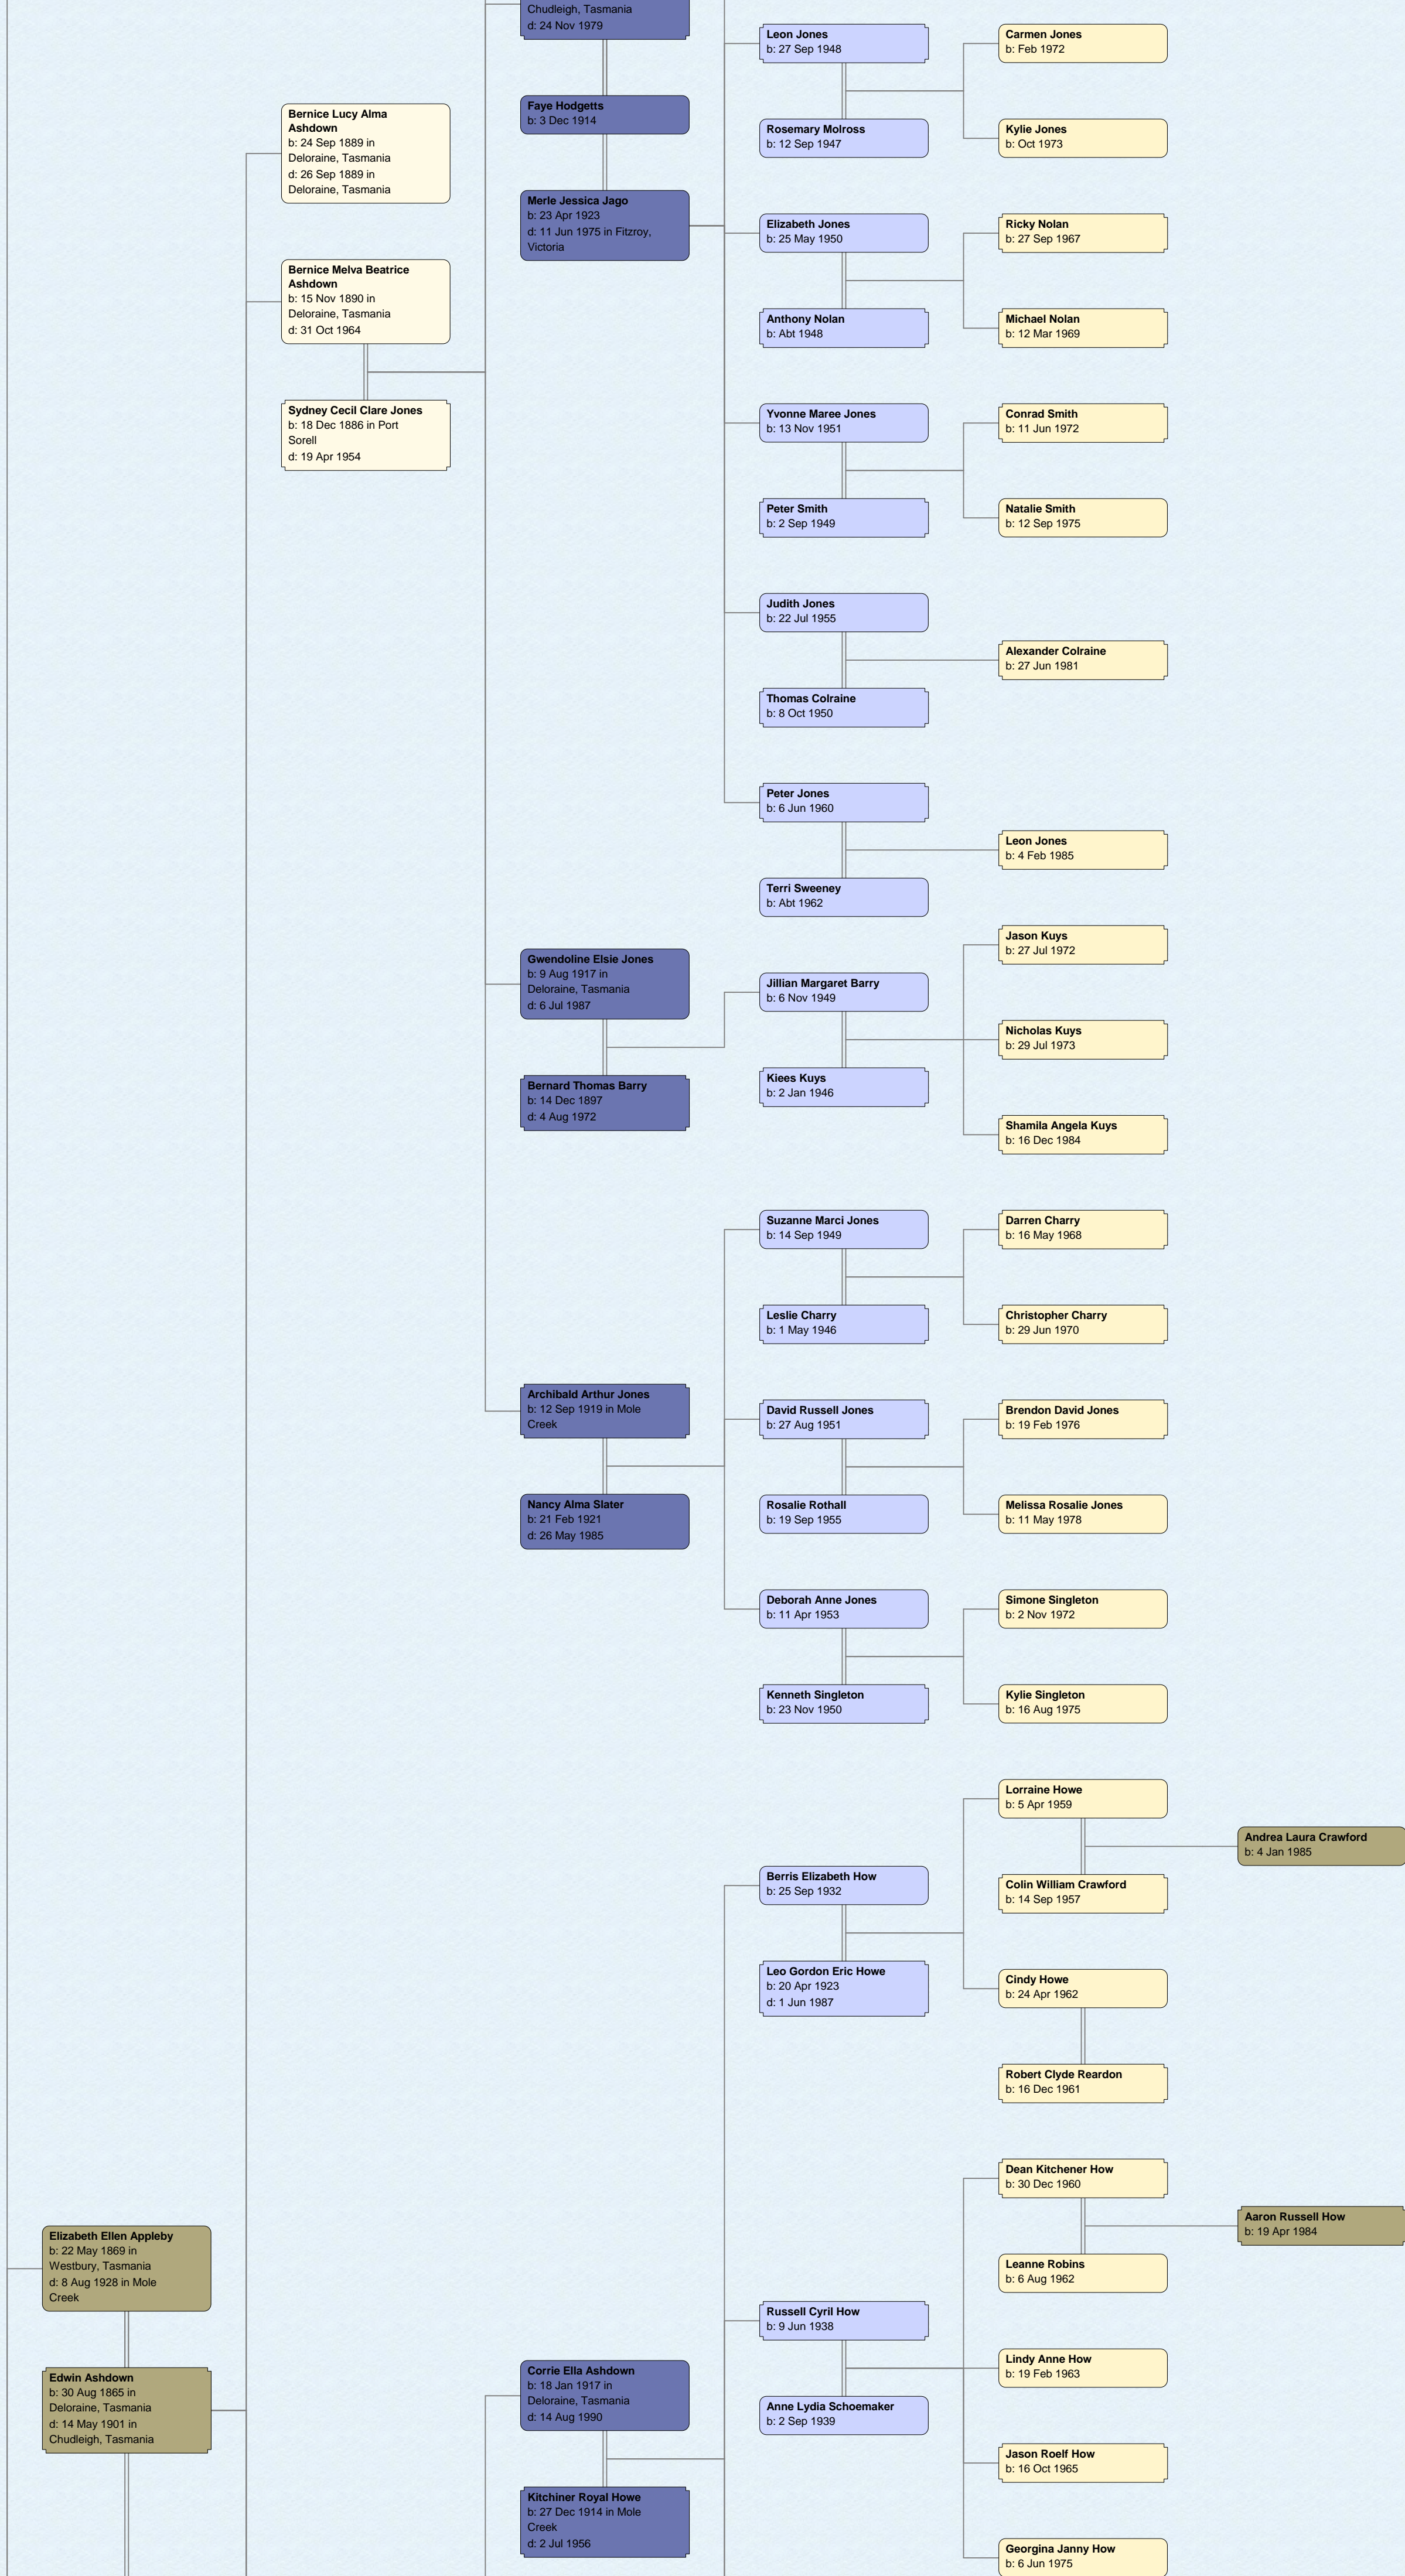 Chudleigh, Tasmania
d: 24 Nov 1979
Leon Jones
b: 27 Sep 1948
Carmen Jones
b: Feb 1972
Faye Hodgetts
b: 3 Dec 1914
Bernice Lucy Alma
Ashdown
b: 24 Sep 1889 in
Deloraine, Tasmania
d: 26 Sep 1889 in
Deloraine, Tasmania
Rosemary Molross
b: 12 Sep 1947
Kylie Jones
b: Oct 1973
Merle Jessica Jago
b: 23 Apr 1923
d: 11 Jun 1975 in Fitzroy,
Victoria
Elizabeth Jones
b: 25 May 1950
Ricky Nolan
b: 27 Sep 1967
Bernice Melva Beatrice
Ashdown
b: 15 Nov 1890 in
Deloraine, Tasmania
d: 31 Oct 1964
Anthony Nolan
b: Abt 1948
Michael Nolan
b: 12 Mar 1969
Sydney Cecil Clare Jones
b: 18 Dec 1886 in Port
Sorell
d: 19 Apr 1954
Yvonne Maree Jones
b: 13 Nov 1951
Conrad Smith
b: 11 Jun 1972
Peter Smith
b: 2 Sep 1949
Natalie Smith
b: 12 Sep 1975
Judith Jones
b: 22 Jul 1955
Alexander Colraine
b: 27 Jun 1981
Thomas Colraine
b: 8 Oct 1950
Peter Jones
b: 6 Jun 1960
Leon Jones
b: 4 Feb 1985
Terri Sweeney
b: Abt 1962
Jason Kuys
b: 27 Jul 1972
Gwendoline Elsie Jones
b: 9 Aug 1917 in
Deloraine, Tasmania
d: 6 Jul 1987
Jillian Margaret Barry
b: 6 Nov 1949
Nicholas Kuys
b: 29 Jul 1973
Bernard Thomas Barry
b: 14 Dec 1897
d: 4 Aug 1972
Kiees Kuys
b: 2 Jan 1946
Shamila Angela Kuys
b: 16 Dec 1984
Suzanne Marci Jones
b: 14 Sep 1949
Darren Charry
b: 16 May 1968
Leslie Charry
b: 1 May 1946
Christopher Charry
b: 29 Jun 1970
Archibald Arthur Jones
b: 12 Sep 1919 in Mole
Creek
David Russell Jones
b: 27 Aug 1951
Brendon David Jones
b: 19 Feb 1976
Nancy Alma Slater
b: 21 Feb 1921
d: 26 May 1985
Rosalie Rothall
b: 19 Sep 1955
Melissa Rosalie Jones
b: 11 May 1978
Deborah Anne Jones
b: 11 Apr 1953
Simone Singleton
b: 2 Nov 1972
Kenneth Singleton
b: 23 Nov 1950
Kylie Singleton
b: 16 Aug 1975
Lorraine Howe
b: 5 Apr 1959
Andrea Laura Crawford
b: 4 Jan 1985
Berris Elizabeth How
b: 25 Sep 1932
Colin William Crawford
b: 14 Sep 1957
Leo Gordon Eric Howe
b: 20 Apr 1923
d: 1 Jun 1987
Cindy Howe
b: 24 Apr 1962
Robert Clyde Reardon
b: 16 Dec 1961
Dean Kitchener How
b: 30 Dec 1960
Aaron Russell How
b: 19 Apr 1984
Elizabeth Ellen Appleby
b: 22 May 1869 in
Westbury, Tasmania
d: 8 Aug 1928 in Mole
Creek
Leanne Robins
b: 6 Aug 1962
Russell Cyril How
b: 9 Jun 1938
Lindy Anne How
b: 19 Feb 1963
Edwin Ashdown
b: 30 Aug 1865 in
Deloraine, Tasmania
d: 14 May 1901 in
Chudleigh, Tasmania
Corrie Ella Ashdown
b: 18 Jan 1917 in
Deloraine, Tasmania
d: 14 Aug 1990
Anne Lydia Schoemaker
b: 2 Sep 1939
Jason Roelf How
b: 16 Oct 1965
Kitchiner Royal Howe
b: 27 Dec 1914 in Mole
Creek
d: 2 Jul 1956
Georgina Janny How
b: 6 Jun 1975